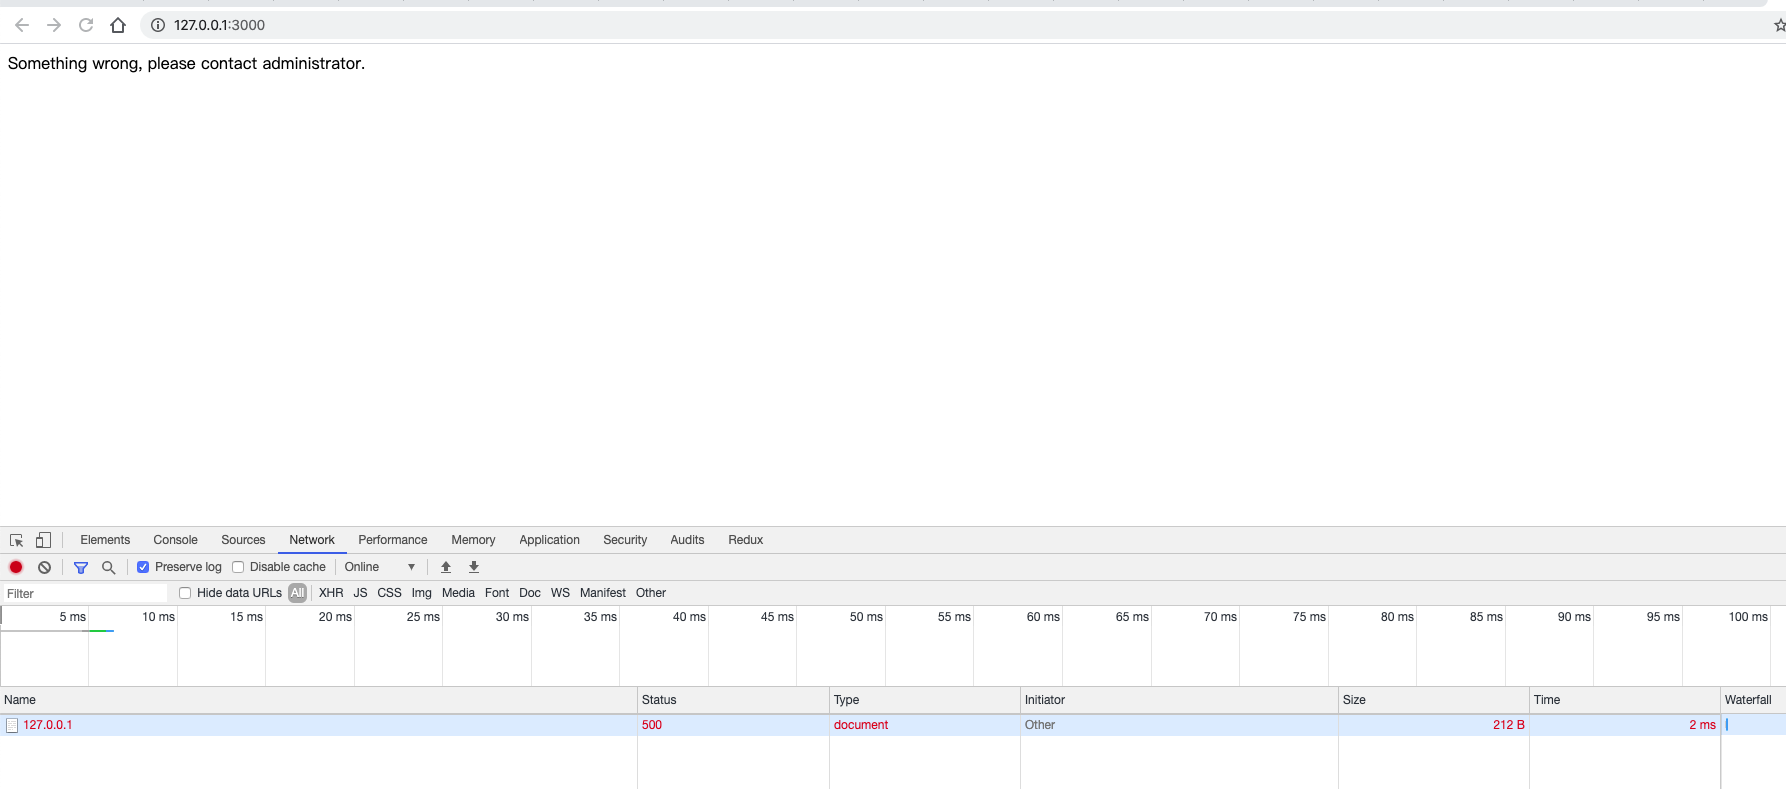 127.0.0.1:3000
Something wrong, please contact administrator.
Elements Console Sources Network Performance Memory Application Security Audits Redux
Preserve log Disable cache Online
Filter Hide data URLs All XHR JS CSS Img Media Font Doc WS Manifest Other
5 ms 10 ms 15 ms 20 ms 25 ms 30 ms 35 ms 40 ms 45 ms 50 ms 55 ms 60 ms 65 ms 70 ms 75 ms 80 ms 85 ms 90 ms 95 ms 100 ms
Name Status Type Initiator Size Time Waterfall
127.0.0.1 500 document Other 212 B 2 ms